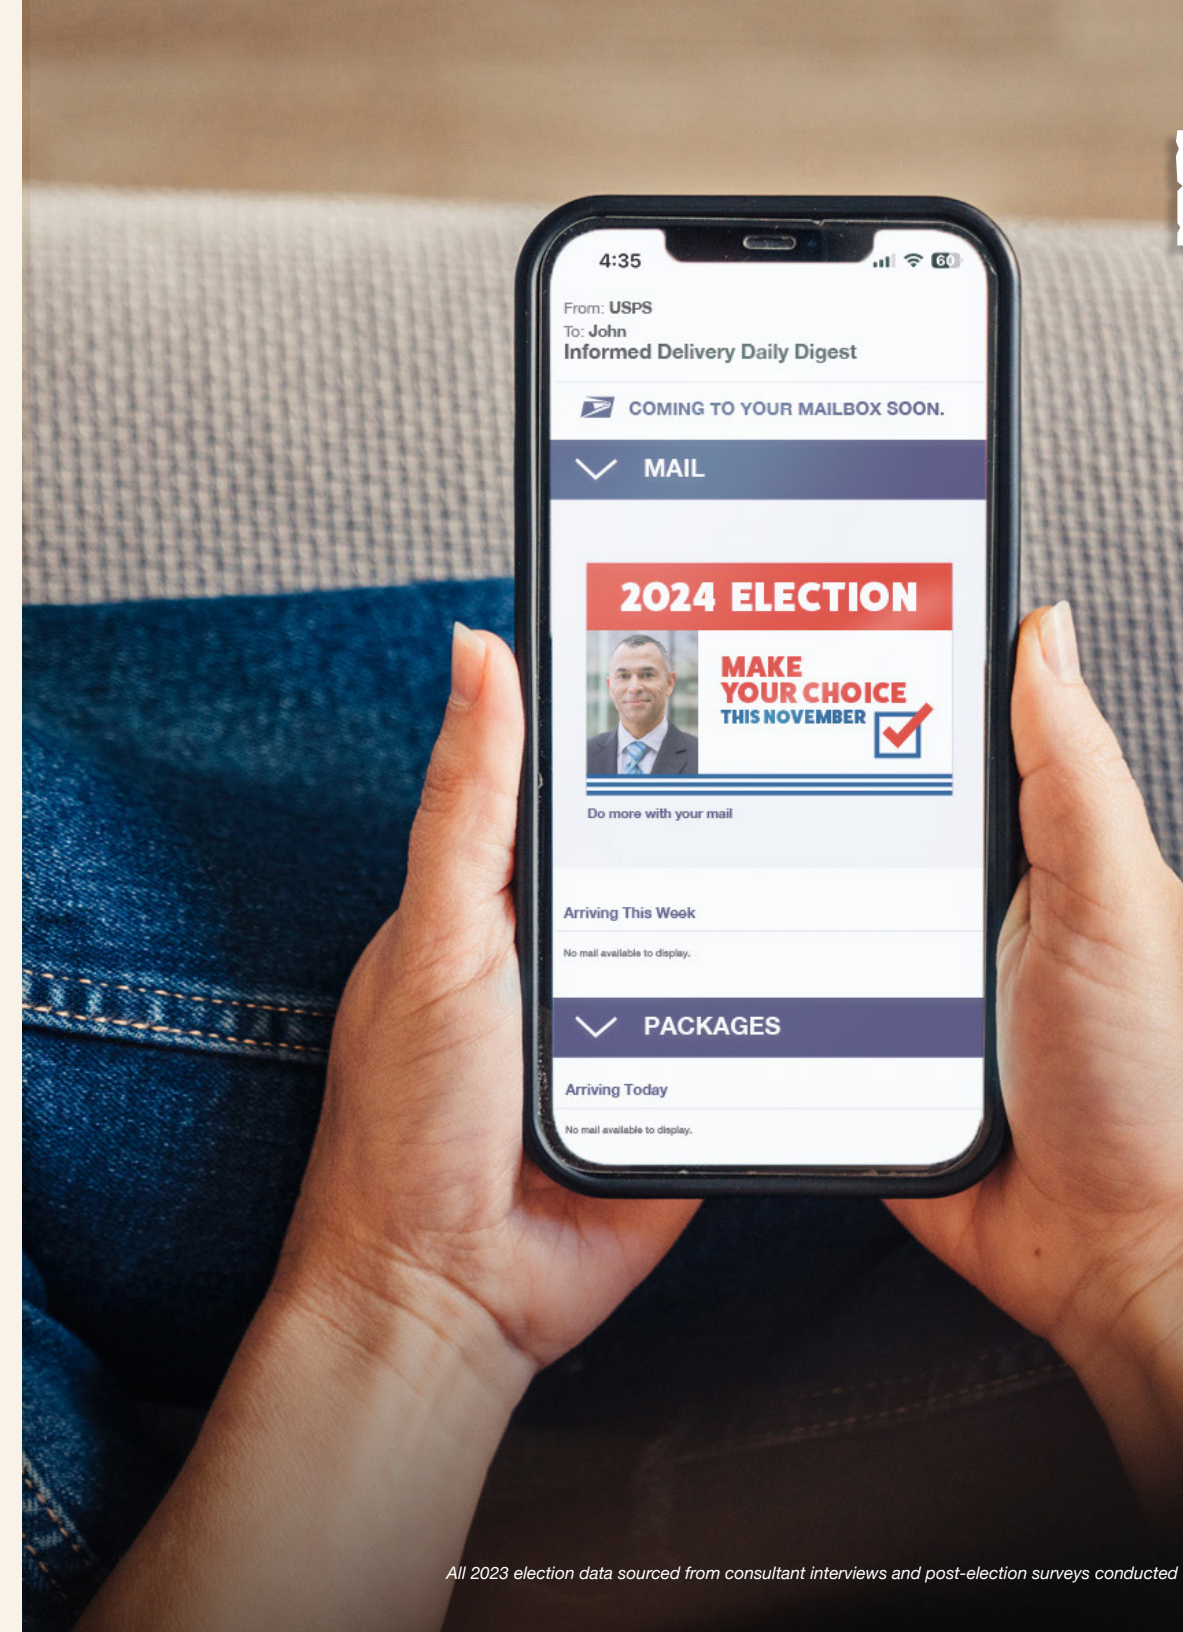 4:35
60
From: USPS
To: John
Informed Delivery Daily Digest
COMING TO YOUR MAILBOX SOON.
MAIL
2024 ELECTION
MAKE
YOUR CHOICE
THIS NOVEMBER
Do more with your mail
Arriving This Week
No mail available to display.
PACKAGES
Arriving Today
No mail available to display.
All 2023 election data sourced from consultant interviews and post-election surveys conducted